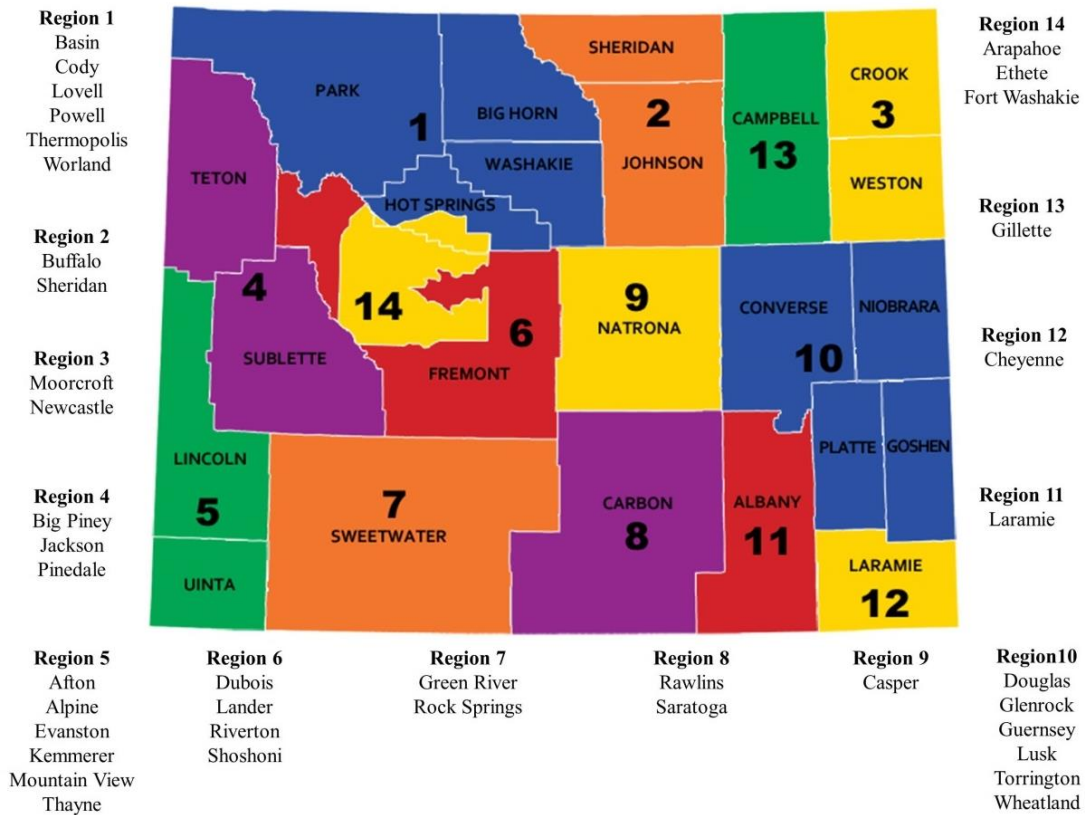 Region 1
Basin
Cody
Lovell
Powell
Thermopolis
Worland
Region 2
Buffalo
Sheridan
Region 3
Moorcroft
Newcastle
Region 4
Big Piney
Jackson
Pinedale
PARK
1
BIG HORN
SHERIDAN
2
JOHNSON
CAMPBELL
13
CROOK
3
WESTON
TETON
WASHAKIE
HOT SPRINGS
4
SUBLETTE
14
6
FREMONT
9
NATRONA
CONVERSE
10
NIOBRARA
LINCOLN
5
UINTA
7
SWEETWATER
CARBON
8
ALBANY
11
PLATTE
GOSHEN
LARAMIE
12
Region 14
Arapahoe
Ethete
Fort Washakie
Region 13
Gillette
Region 12
Cheyenne
Region 11
Laramie
Region 5
Afton
Alpine
Evanston
Kemmerer
Mountain View
Thayne
Region 6
Dubois
Lander
Riverton
Shoshoni
Region 7
Green River
Rock Springs
Region 8
Rawlins
Saratoga
Region 9
Casper
Region10
Douglas
Glenrock
Guernsey
Lusk
Torrington
Wheatland